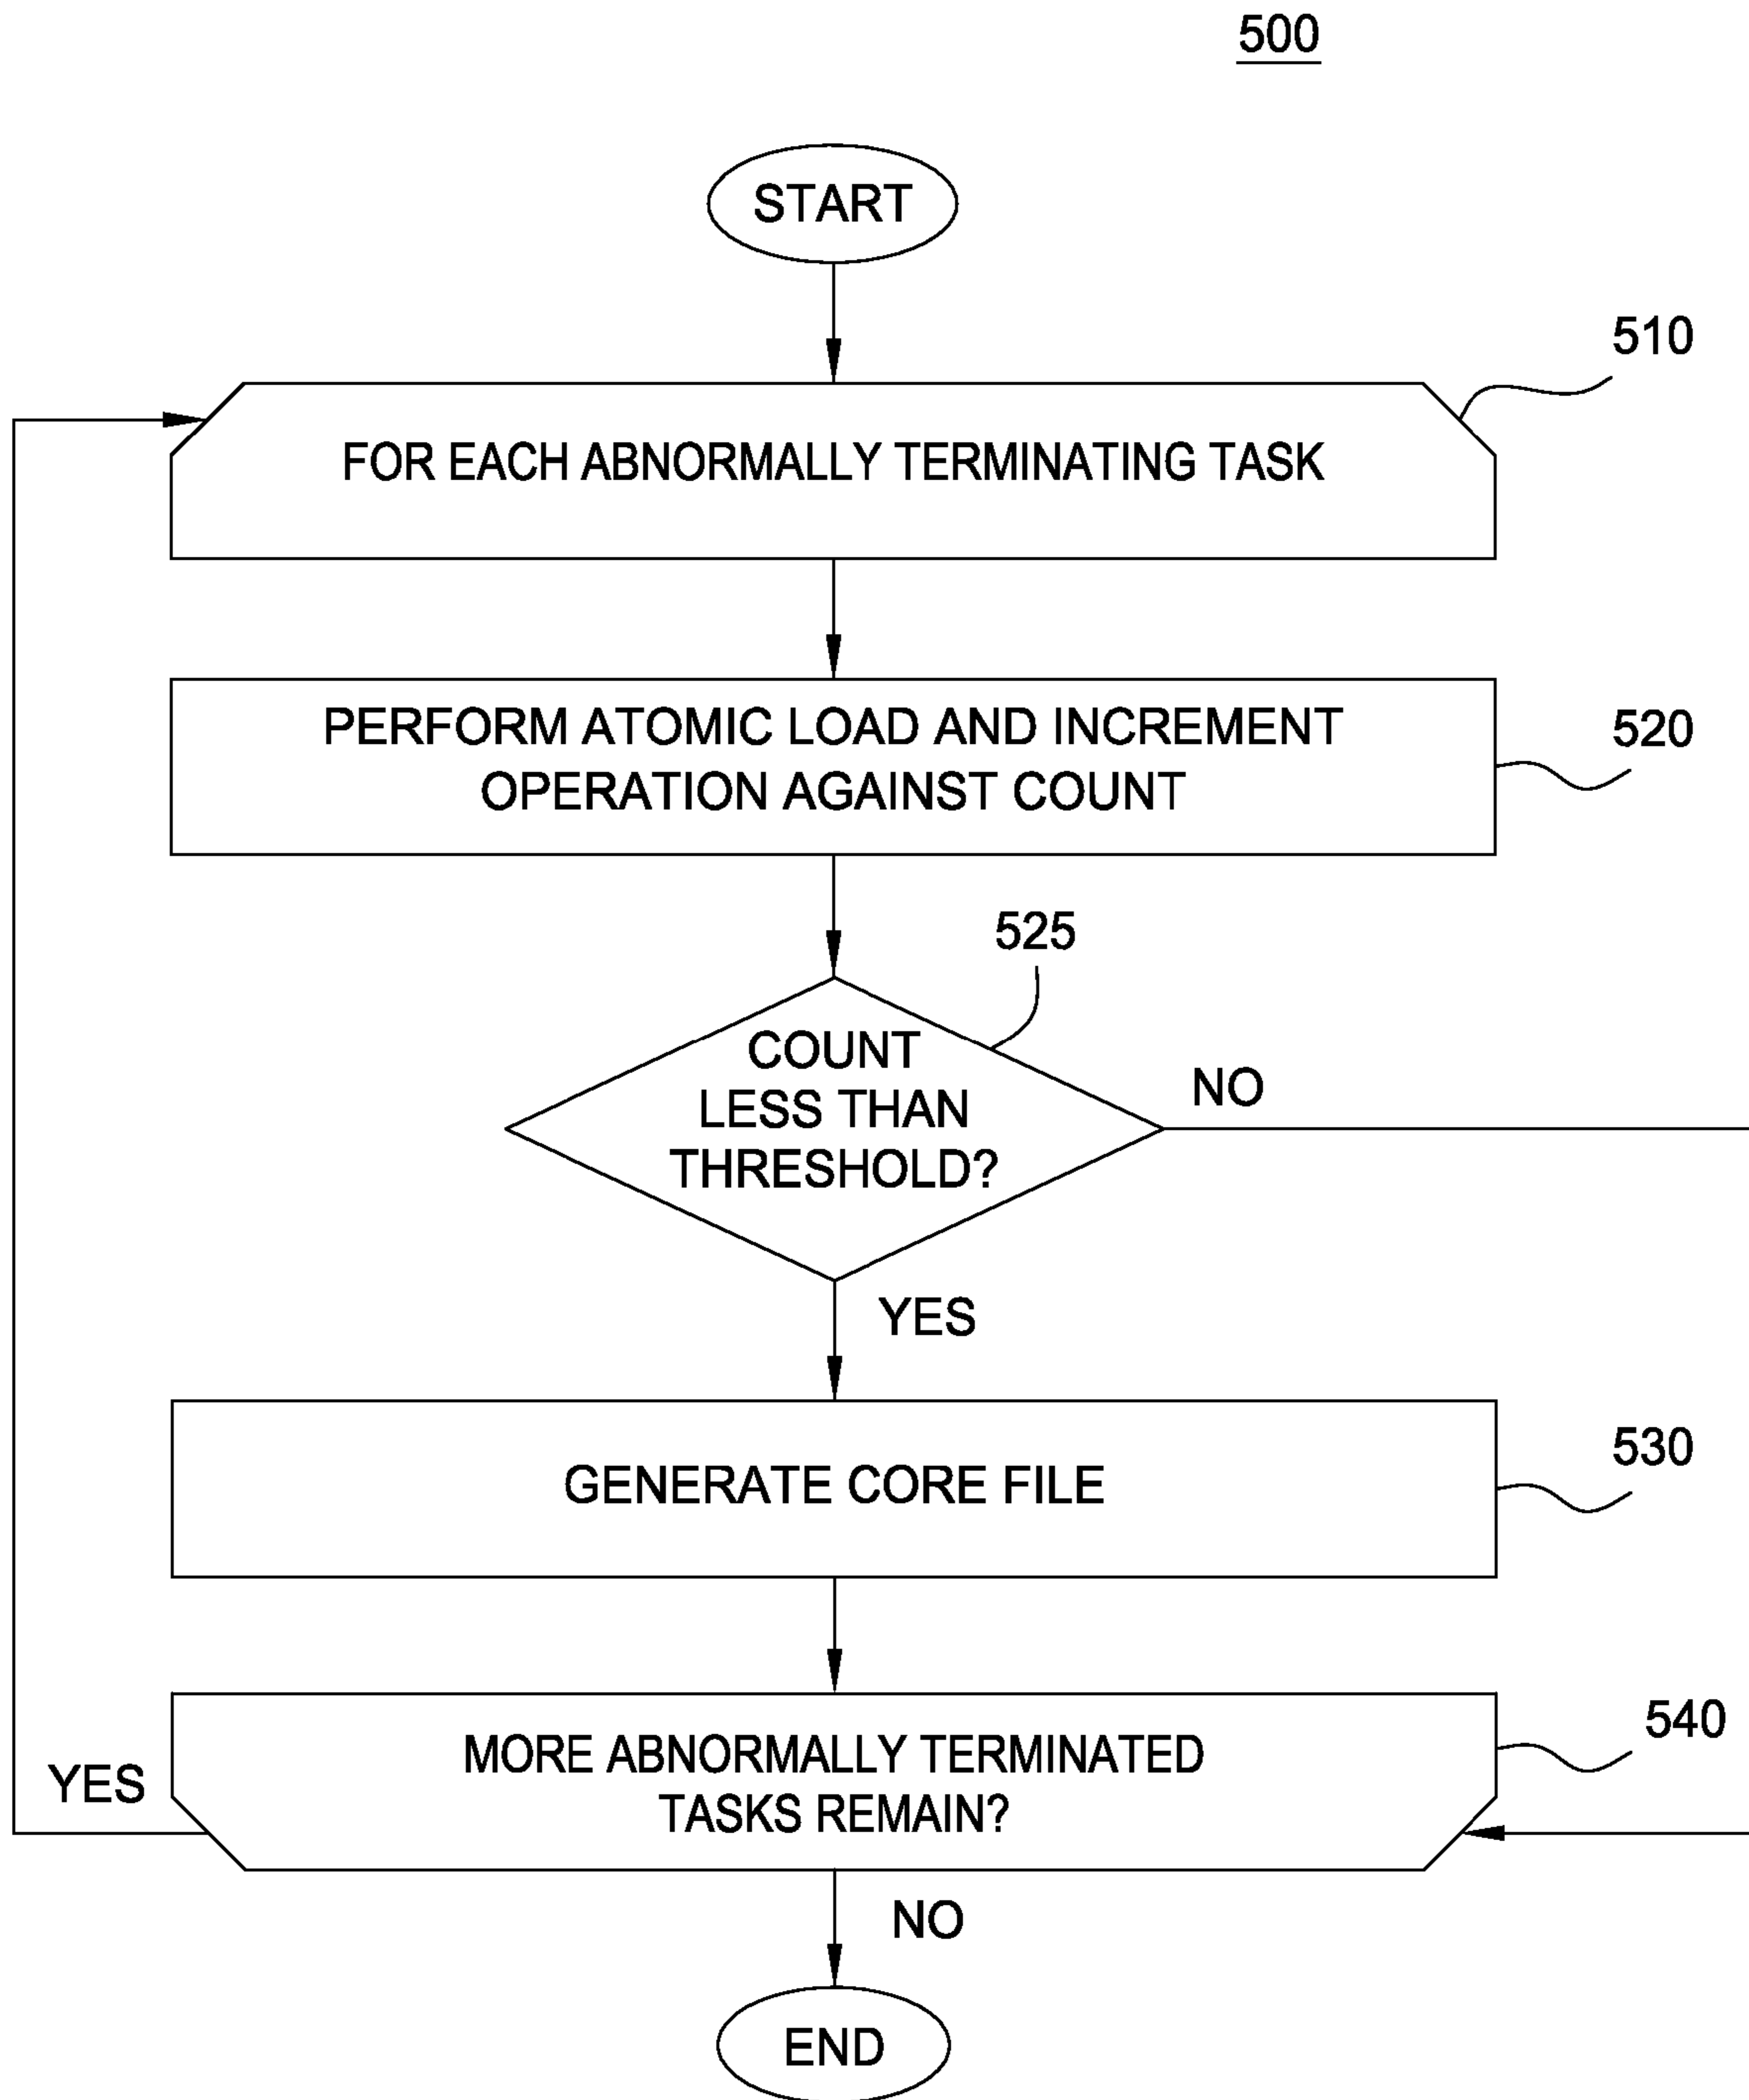 500
START
510
FOR EACH ABNORMALLY TERMINATING TASK
PERFORM ATOMIC LOAD AND INCREMENT
OPERATION AGAINST COUNT
520
525
COUNT
LESS THAN
THRESHOLD?
NO
YES
GENERATE CORE FILE
530
MORE ABNORMALLY TERMINATED
TASKS REMAIN?
540
YES
NO
END